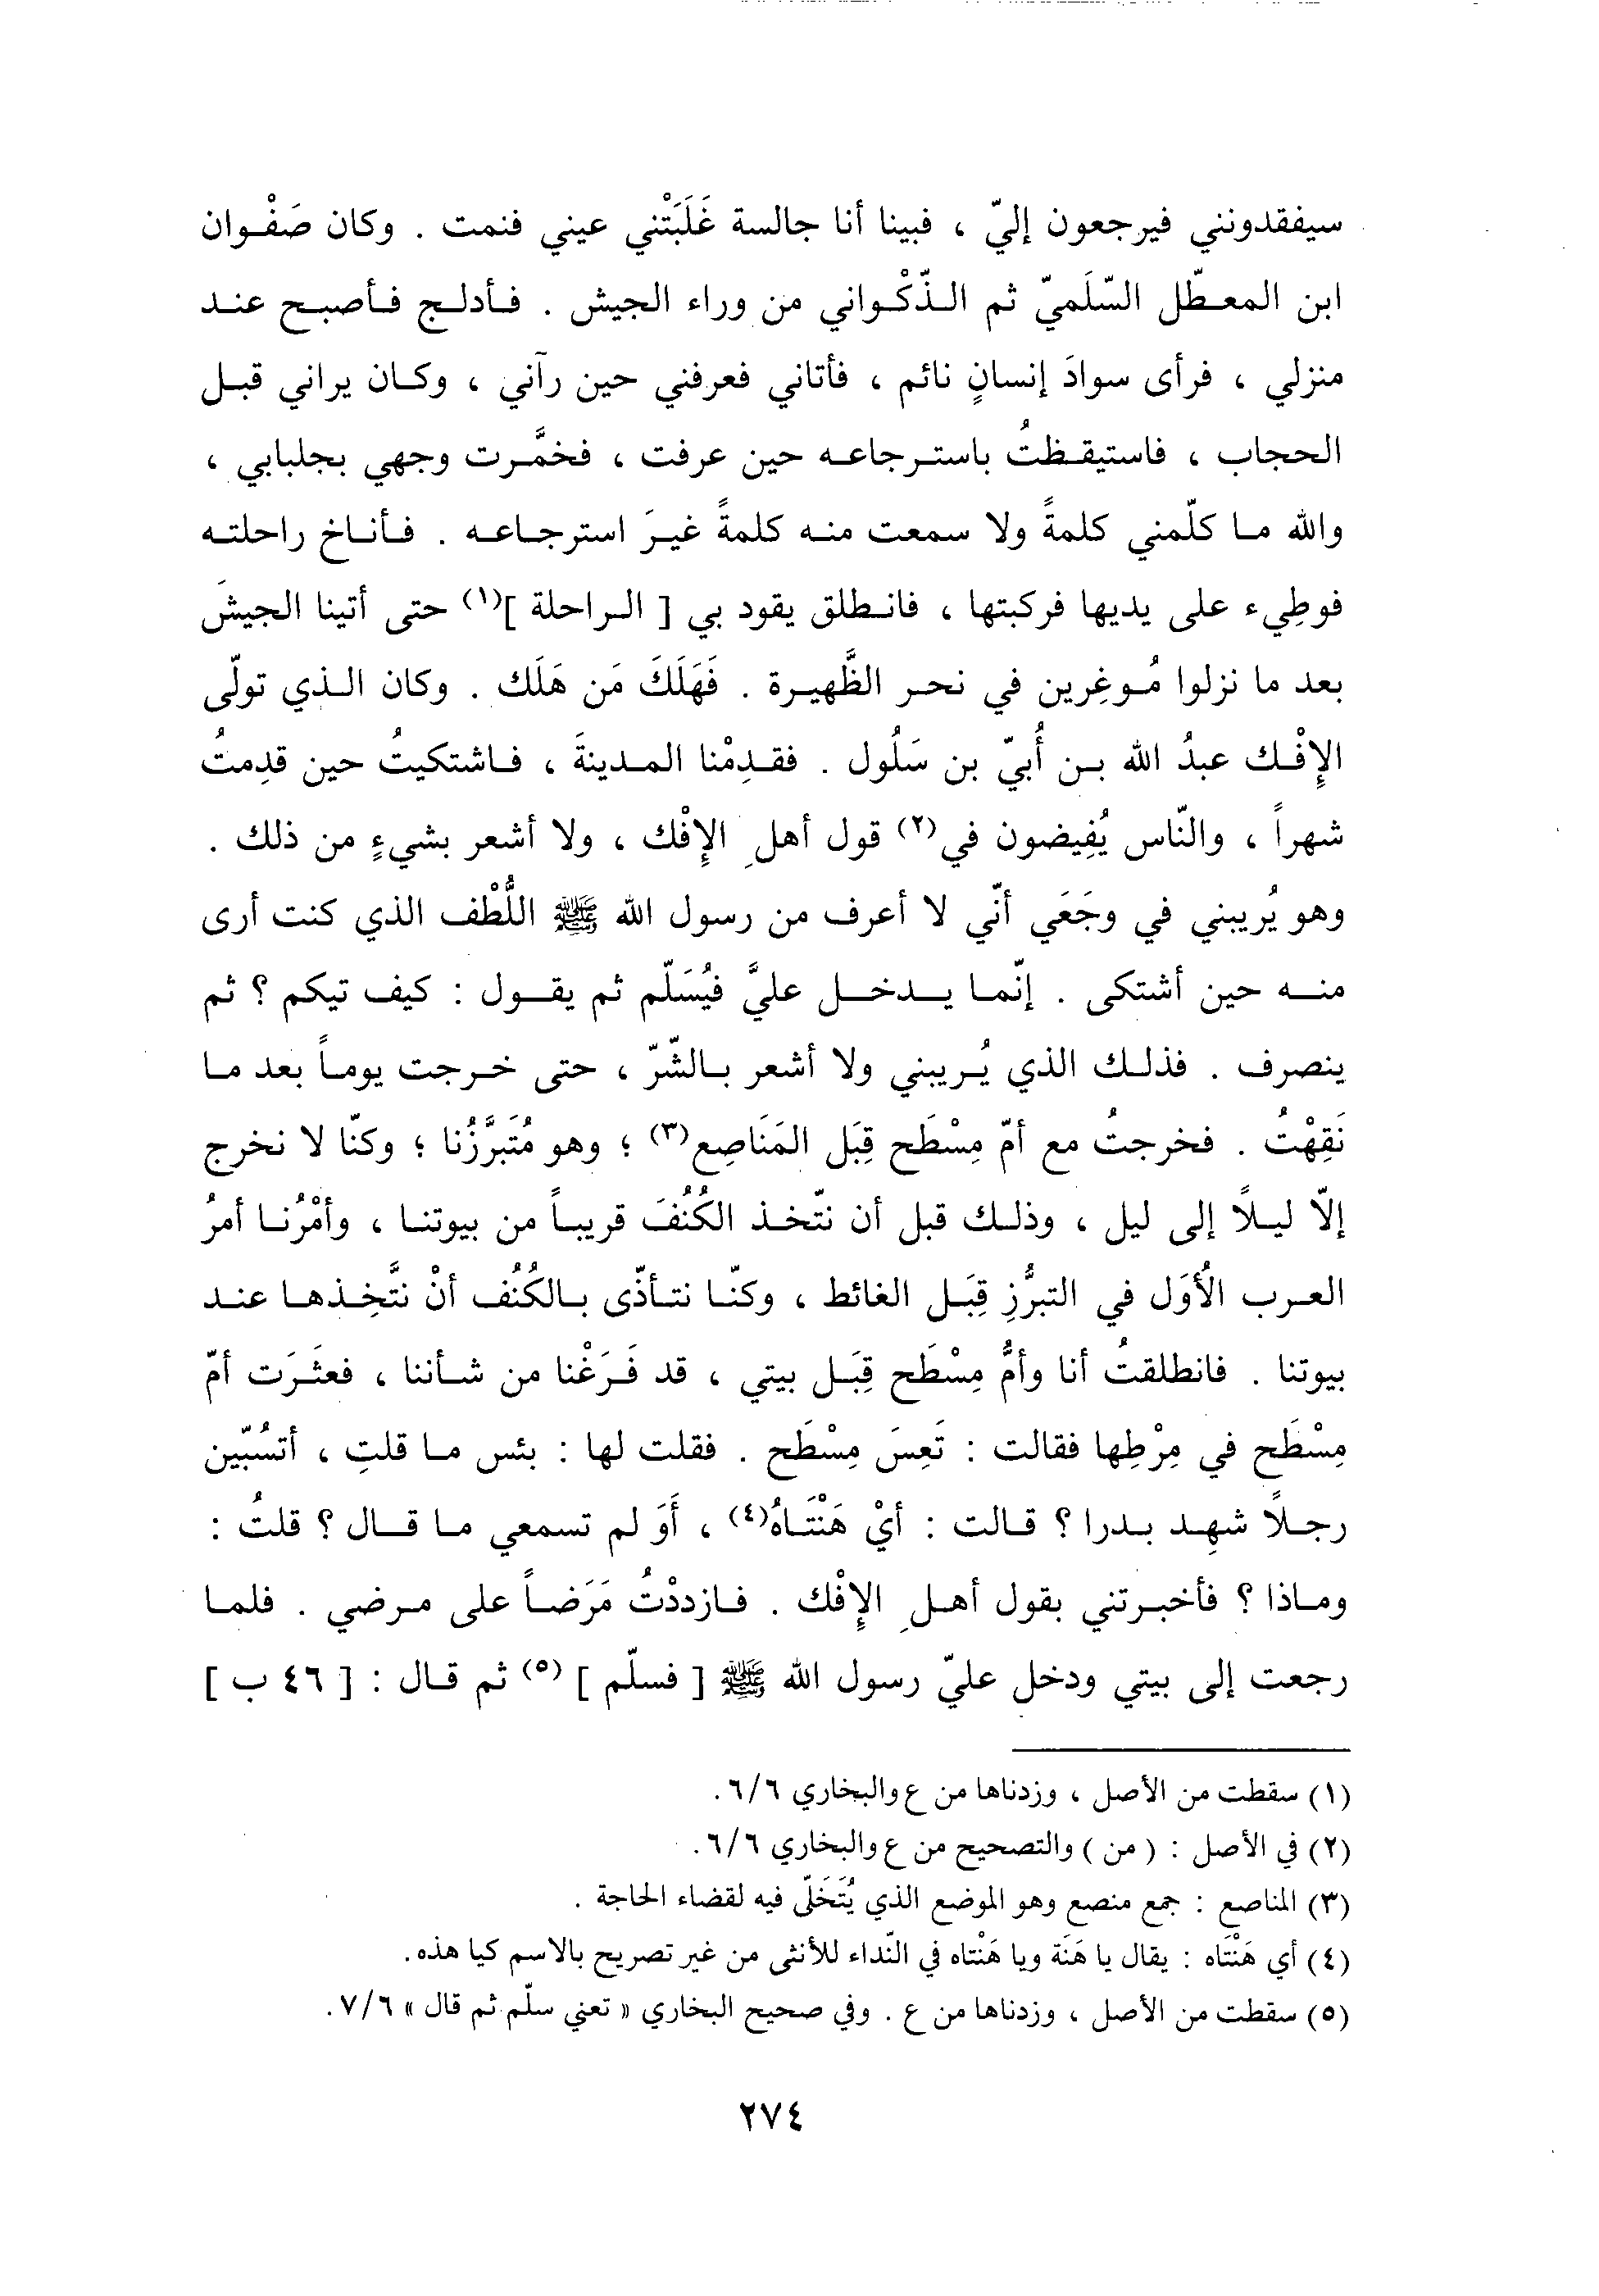 سيفقدونني فيرجعون إليّ ، فبينا أنا جالسة غَلَبَتْني عيني فنمت . وكان صَفْوان
ابن المعطّل السّلَميّ ثم الذّكْواني من وراء الجيش . فأدلج فأصبح عند
منزلي ، فرأى سوادَ إنسانٍ نائم ، فأتاني فعرفني حين رآني ، وكان يراني قبل
الحجاب ، فاستيقظتُ باسترجاعه حين عرفت ، فخمَّرت وجهي بجلبابي ،
والله ما كلّمني كلمةً ولا سمعت منه كلمةً غيرَ استرجاعه . فأناخ راحلته
فوطِيء على يديها فركبتها ، فانطلق يقود بي [ الراحلة ](١) حتى أتينا الجيشَ
بعد ما نزلوا مُوغِرين في نحر الظَّهيرة . فَهَلَكَ مَن هَلَك . وكان الذي تولّى
الإِفْك عبدُ الله بن أُبيّ بن سَلُول . فقدِمْنا المدينةَ ، فاشتكيتُ حين قدِمتُ
شهراً ، والنّاس يُفِيضون في(٢) قول أهلِ الإِفْك ، ولا أشعر بشيءٍ من ذلك .
وهو يُريبني في وجَعَي أنّي لا أعرف من رسول الله ﷺ اللُّطْف الذي كنت أرى
منه حين أشتكى . إنّما يدخل عليَّ فيُسَلّم ثم يقول : كيف تيكم ؟ ثم
ينصرف . فذلك الذي يُريبني ولا أشعر بالشّرّ ، حتى خرجت يوماً بعد ما
نَقِهْتُ . فخرجتُ مع أمّ مِسْطَح قِبَل المَنَاصِع(٣) ؛ وهو مُتَبرَّزُنا ؛ وكنّا لا نخرج
إلاّ ليلاً إلى ليل ، وذلك قبل أن نتّخذ الكُنُفَ قريباً من بيوتنا ، وأمْرُنا أمرُ
العرب الأُوَل في التبرُّزِ قِبَل الغائط ، وكنّا نتأذّى بالكُنُف أنْ نتَّخِذها عند
بيوتنا . فانطلقتُ أنا وأمُّ مِسْطَح قِبَل بيتي ، قد فَرَغْنا من شأننا ، فعثَرَت أمّ
مِسْطَح في مِرْطِها فقالت : تَعِسَ مِسْطَح . فقلت لها : بئس ما قلتِ ، أتسُبّين
رجلاً شهِد بدرا ؟ قالت : أيْ هَنْتَاهُ(٤) ، أَوَ لم تسمعي ما قال ؟ قلتُ :
وماذا ؟ فأخبرتني بقول أهلِ الإِفْك . فازددْتُ مَرَضاً على مرضي . فلما
رجعت إلى بيتي ودخل عليّ رسول الله ﷺ [ فسلّم ](٥) ثم قال : [ ٤٦ ب ]
(١) سقطت من الأصل ، وزدناها من ع والبخاري ٦/٦.
(٢) في الأصل : ( من ) والتصحيح من ع والبخاري ٦/٦.
(٣) المناصع : جمع منصع وهو الموضع الذي يُتَخَلّى فيه لقضاء الحاجة .
(٤) أي هَنْتَاه : يقال يا هَنَة ويا هَنْتاه في النّداء للأنثى من غير تصريح بالاسم كيا هذه.
(٥) سقطت من الأصل ، وزدناها من ع . وفي صحيح البخاري « تعني سلّم ثم قال » ٧/٦.
٢٧٤